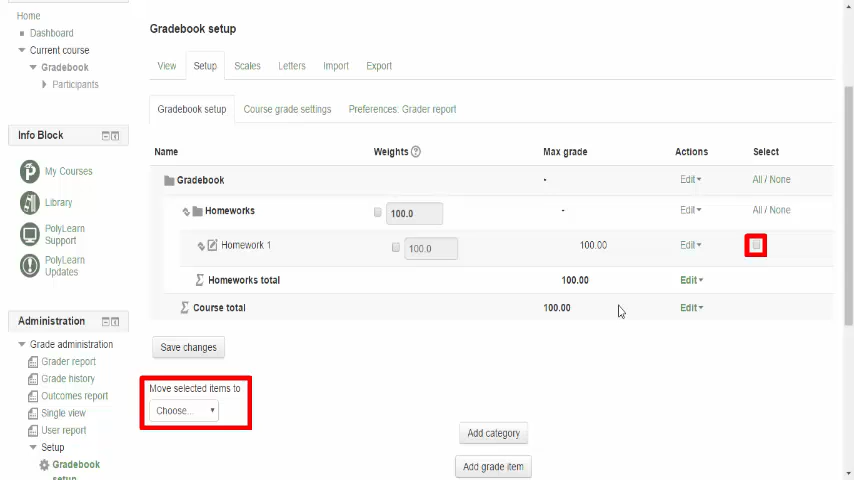 Home
Dashboard
Current course
Gradebook
Participants
Info Block
My Courses
Library
PolyLearn
Support
PolyLearn
Updates
Administration
Grade administration
Grader report
Grade history
Outcomes report
Single view
User report
Setup
Gradebook
setup
Gradebook setup
View Setup Scales Letters Import Export
Gradebook setup Course grade settings Preferences: Grader report
Name Weights ? Max grade Actions Select
Gradebook - Edit All / None
Homeworks 100.0 - Edit All / None
Homework 1 100.0 100.00 Edit
Σ Homeworks total 100.00 Edit
Σ Course total 100.00 Edit
Save changes
Move selected items to
Choose...
Add category
Add grade item